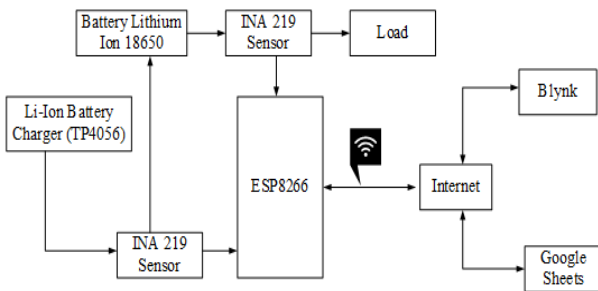 Battery Lithium
Ion 18650
INA 219
Sensor
Load
Li-Ion Battery
Charger (TP4056)
ESP8266
Blynk
Internet
INA 219
Sensor
Google
Sheets